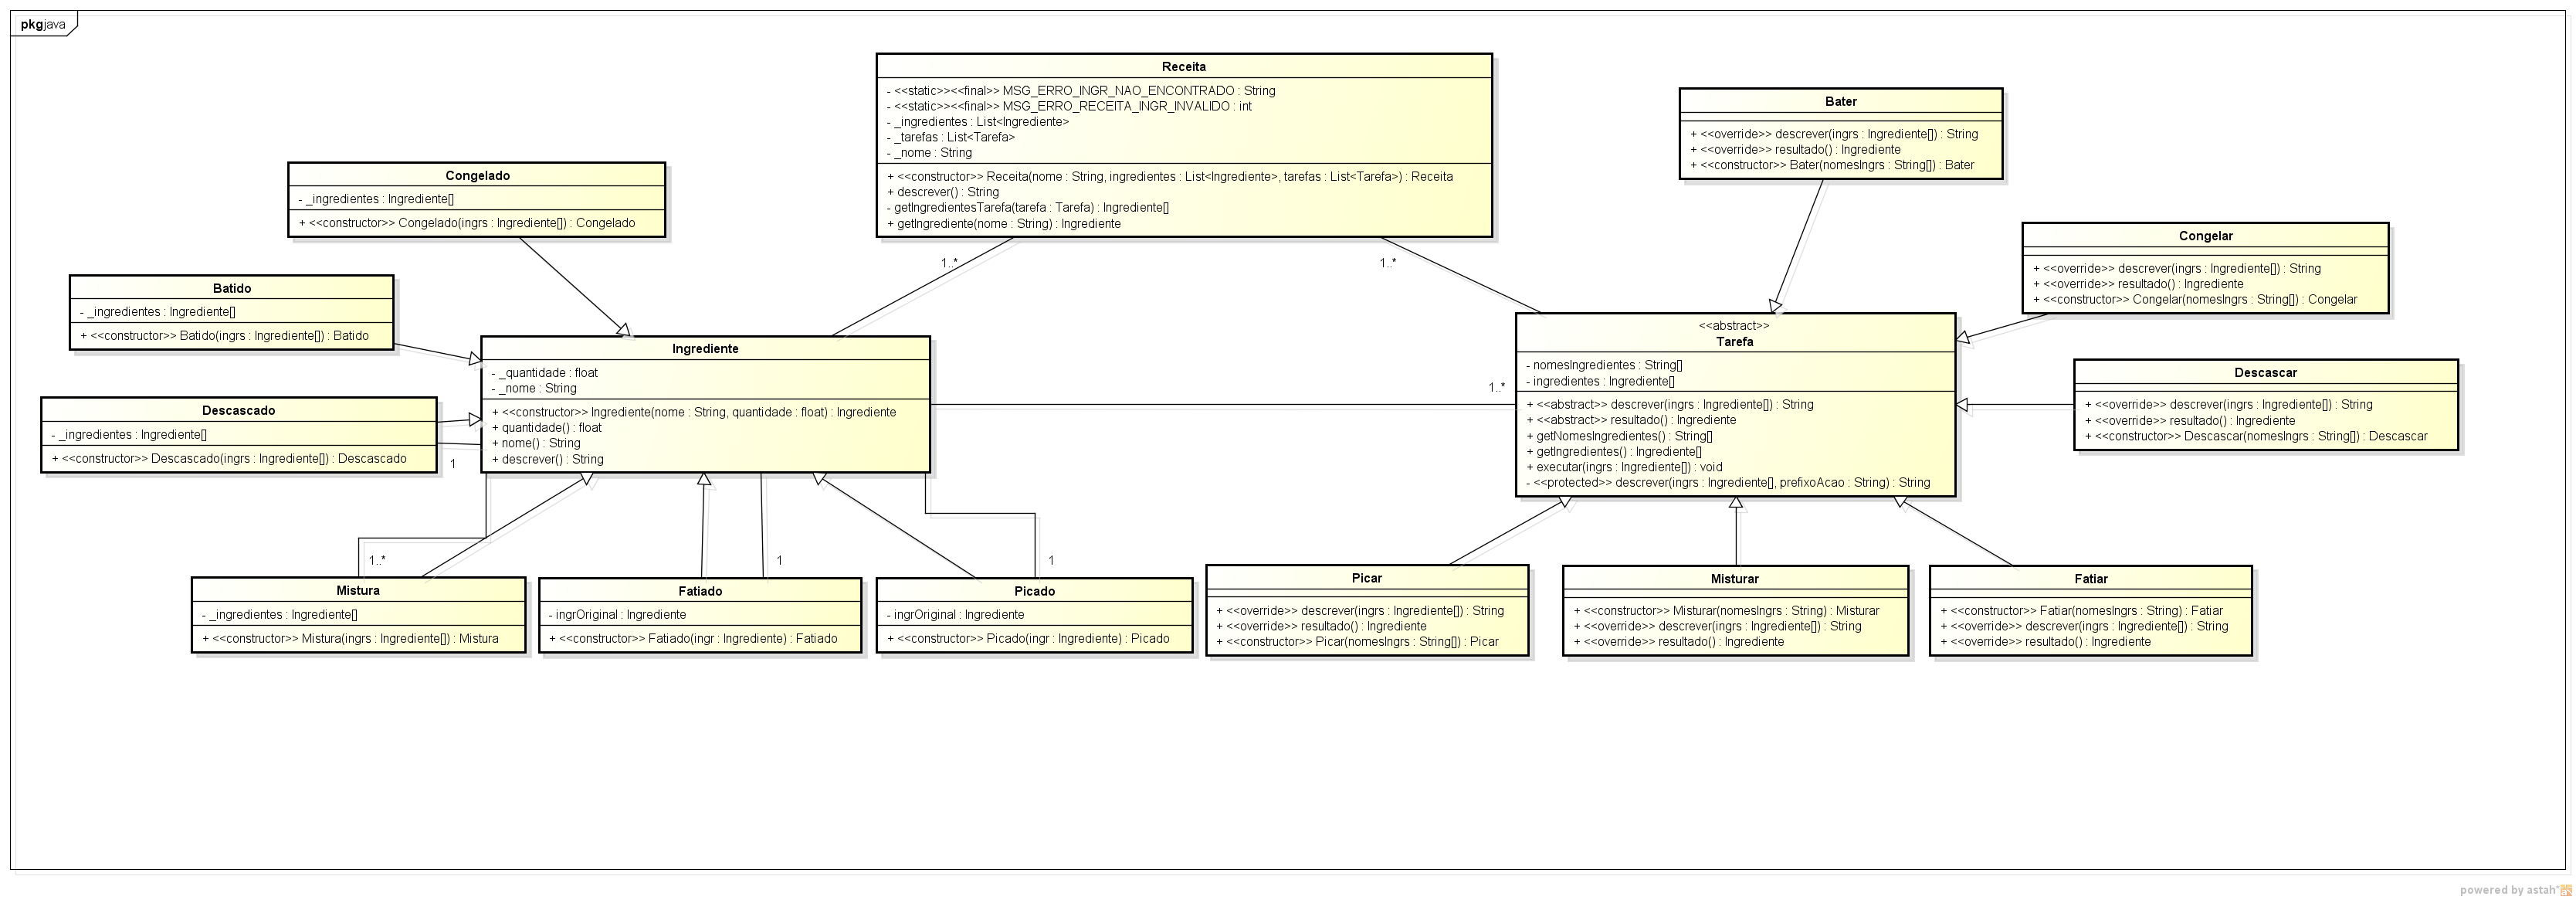 pkg java
Receita
- <<static>><<final>> MSG_ERRO_INGR_NAO_ENCONTRADO : String
- <<static>><<final>> MSG_ERRO_RECEITA_INGR_INVALIDO : int
- _ingredientes : List<Ingrediente>
- _tarefas : List<Tarefa>
- _nome : String
+ <<constructor>> Receita(nome : String, ingredientes : List<Ingrediente>, tarefas : List<Tarefa>) : Receita
+ descrever() : String
- getIngredientesTarefa(tarefa : Tarefa) : Ingrediente[]
+ getIngrediente(nome : String) : Ingrediente
Bater
+ <<override>> descrever(ingrs : Ingrediente[]) : String
+ <<override>> resultado() : Ingrediente
+ <<constructor>> Bater(nomesIngrs : String[]) : Bater
Congelado
- _ingredientes : Ingrediente[]
+ <<constructor>> Congelado(ingrs : Ingrediente[]) : Congelado
Congelar
+ <<override>> descrever(ingrs : Ingrediente[]) : String
+ <<override>> resultado() : Ingrediente
+ <<constructor>> Congelar(nomesIngrs : String[]) : Congelar
1..*
1..*
Batido
- _ingredientes : Ingrediente[]
+ <<constructor>> Batido(ingrs : Ingrediente[]) : Batido
Ingrediente
- _quantidade : float
- _nome : String
+ <<constructor>> Ingrediente(nome : String, quantidade : float) : Ingrediente
+ quantidade() : float
+ nome() : String
+ descrever() : String
1..*
<<abstract>>
Tarefa
- nomesIngredientes : String[]
- ingredientes : Ingrediente[]
+ <<abstract>> descrever(ingrs : Ingrediente[]) : String
+ <<abstract>> resultado() : Ingrediente
+ getNomesIngredientes() : String[]
+ getIngredientes() : Ingrediente[]
+ executar(ingrs : Ingrediente[]) : void
- <<protected>> descrever(ingrs : Ingrediente[], prefixoAcao : String) : String
Descascar
+ <<override>> descrever(ingrs : Ingrediente[]) : String
+ <<override>> resultado() : Ingrediente
+ <<constructor>> Descascar(nomesIngrs : String[]) : Descascar
Descascado
- _ingredientes : Ingrediente[]
+ <<constructor>> Descascado(ingrs : Ingrediente[]) : Descascado
1
1..*
1
1
Mistura
- _ingredientes : Ingrediente[]
+ <<constructor>> Mistura(ingrs : Ingrediente[]) : Mistura
Fatiado
- ingrOriginal : Ingrediente
+ <<constructor>> Fatiado(ingr : Ingrediente) : Fatiado
Picado
- ingrOriginal : Ingrediente
+ <<constructor>> Picado(ingr : Ingrediente) : Picado
Picar
+ <<override>> descrever(ingrs : Ingrediente[]) : String
+ <<override>> resultado() : Ingrediente
+ <<constructor>> Picar(nomesIngrs : String[]) : Picar
Misturar
+ <<constructor>> Misturar(nomesIngrs : String) : Misturar
+ <<override>> descrever(ingrs : Ingrediente[]) : String
+ <<override>> resultado() : Ingrediente
Fatiar
+ <<constructor>> Fatiar(nomesIngrs : String) : Fatiar
+ <<override>> descrever(ingrs : Ingrediente[]) : String
+ <<override>> resultado() : Ingrediente
powered by astah*